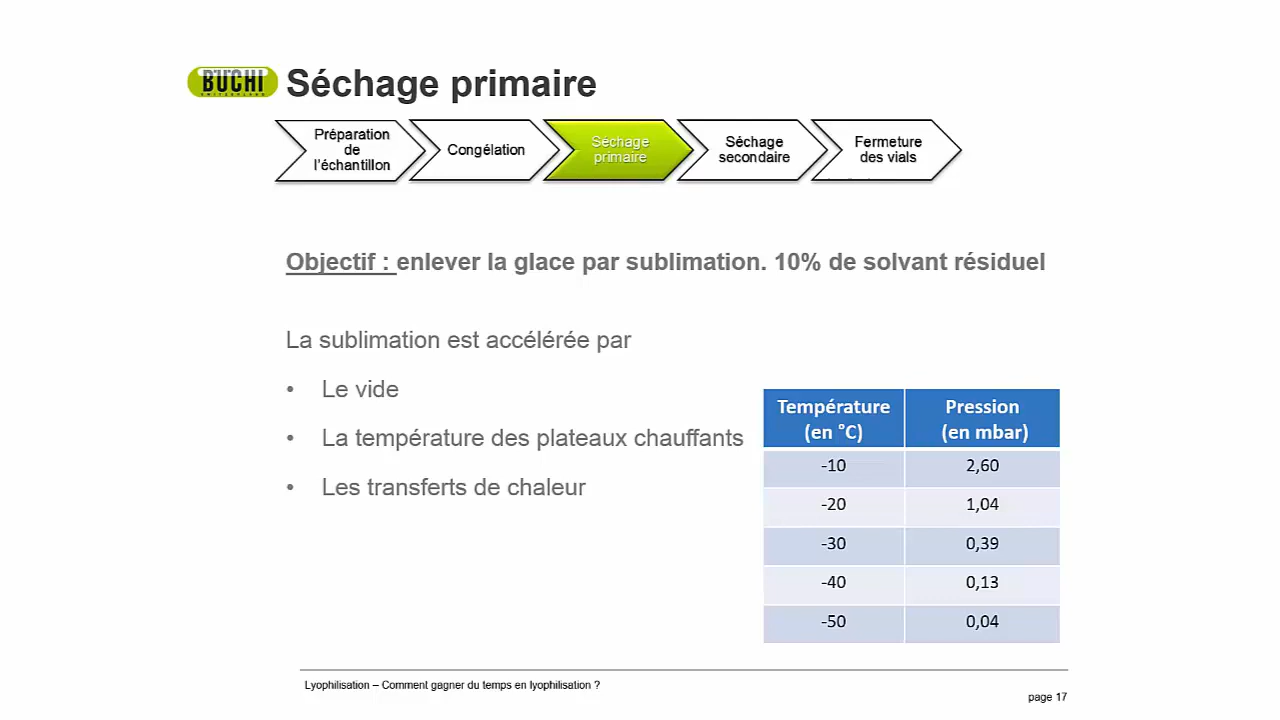 BÜCHI
SWITZERLAND
Séchage primaire
Préparation
de
l'échantillon
Congélation
Séchage
primaire
Séchage
secondaire
Fermeture
des vials
Objectif : enlever la glace par sublimation. 10% de solvant résiduel
La sublimation est accélérée par
• Le vide
• La température des plateaux chauffants
• Les transferts de chaleur
Température
(en °C)
Pression
(en mbar)
-10 2,60
-20 1,04
-30 0,39
-40 0,13
-50 0,04
Lyophilisation – Comment gagner du temps en lyophilisation ?
page 17